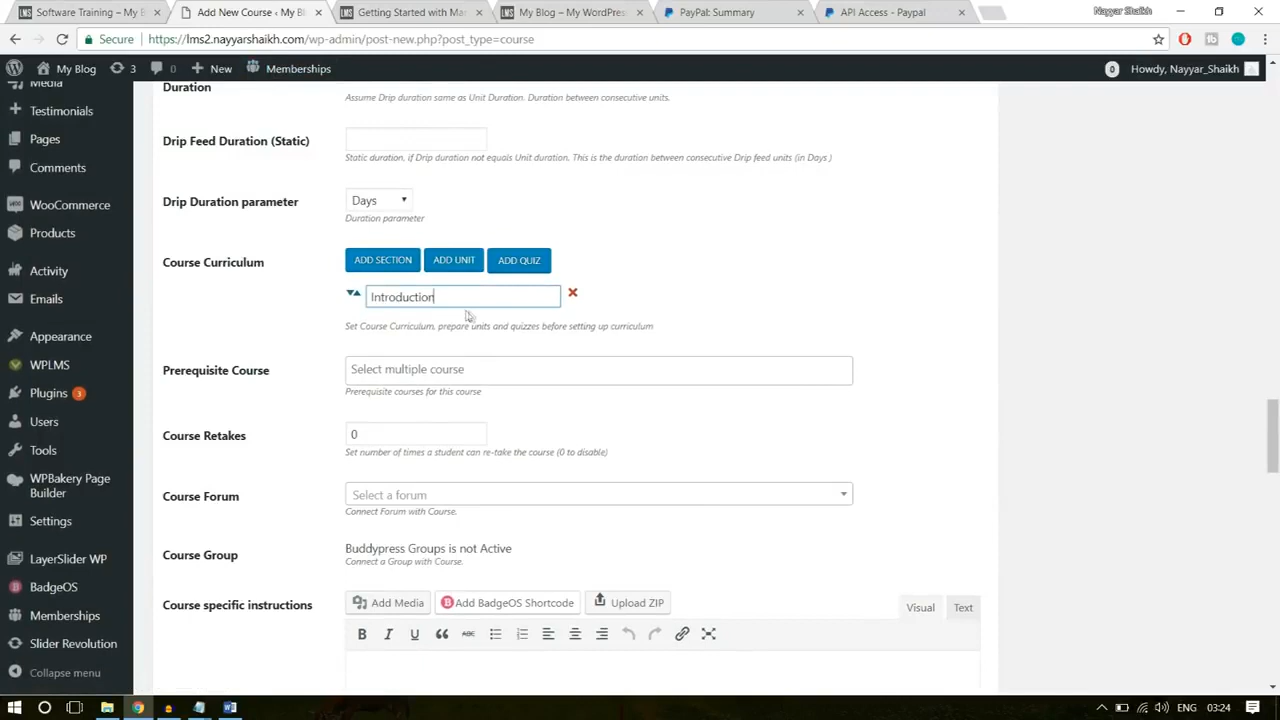 Software Training – My B
Add New Course ‹ My Bl
Getting Started with Man
My Blog – My WordPress
PayPal: Summary
API Access - Paypal
Nayyar Shaikh
Secure
https://lms2.nayyarshaikh.com/wp-admin/post-new.php?post_type=course
My Blog
3
New
Memberships
0
Howdy, Nayyar_Shaikh
Media
Testimonials
Pages
Comments
WooCommerce
Products
Activity
Emails
Appearance
WPLMS
Plugins 3
Users
Tools
WPBakery Page
Builder
Settings
LayerSlider WP
BadgeOS
Memberships
Slider Revolution
Collapse menu
Duration
Assume Drip duration same as Unit Duration. Duration between consecutive units.
Drip Feed Duration (Static)
Static duration, if Drip duration not equals Unit duration. This is the duration between consecutive Drip feed units (in Days )
Drip Duration parameter
Days
Duration parameter
Course Curriculum
ADD SECTION
ADD UNIT
ADD QUIZ
Introduction
Set Course Curriculum, prepare units and quizzes before setting up curriculum
Prerequisite Course
Select multiple course
Prerequisite courses for this course
Course Retakes
0
Set number of times a student can re-take the course (0 to disable)
Course Forum
Select a forum
Connect Forum with Course.
Course Group
Buddypress Groups is not Active
Connect a Group with Course.
Course specific instructions
Add Media
Add BadgeOS Shortcode
Upload ZIP
Visual
Text
B I U ABC
ENG
03:24